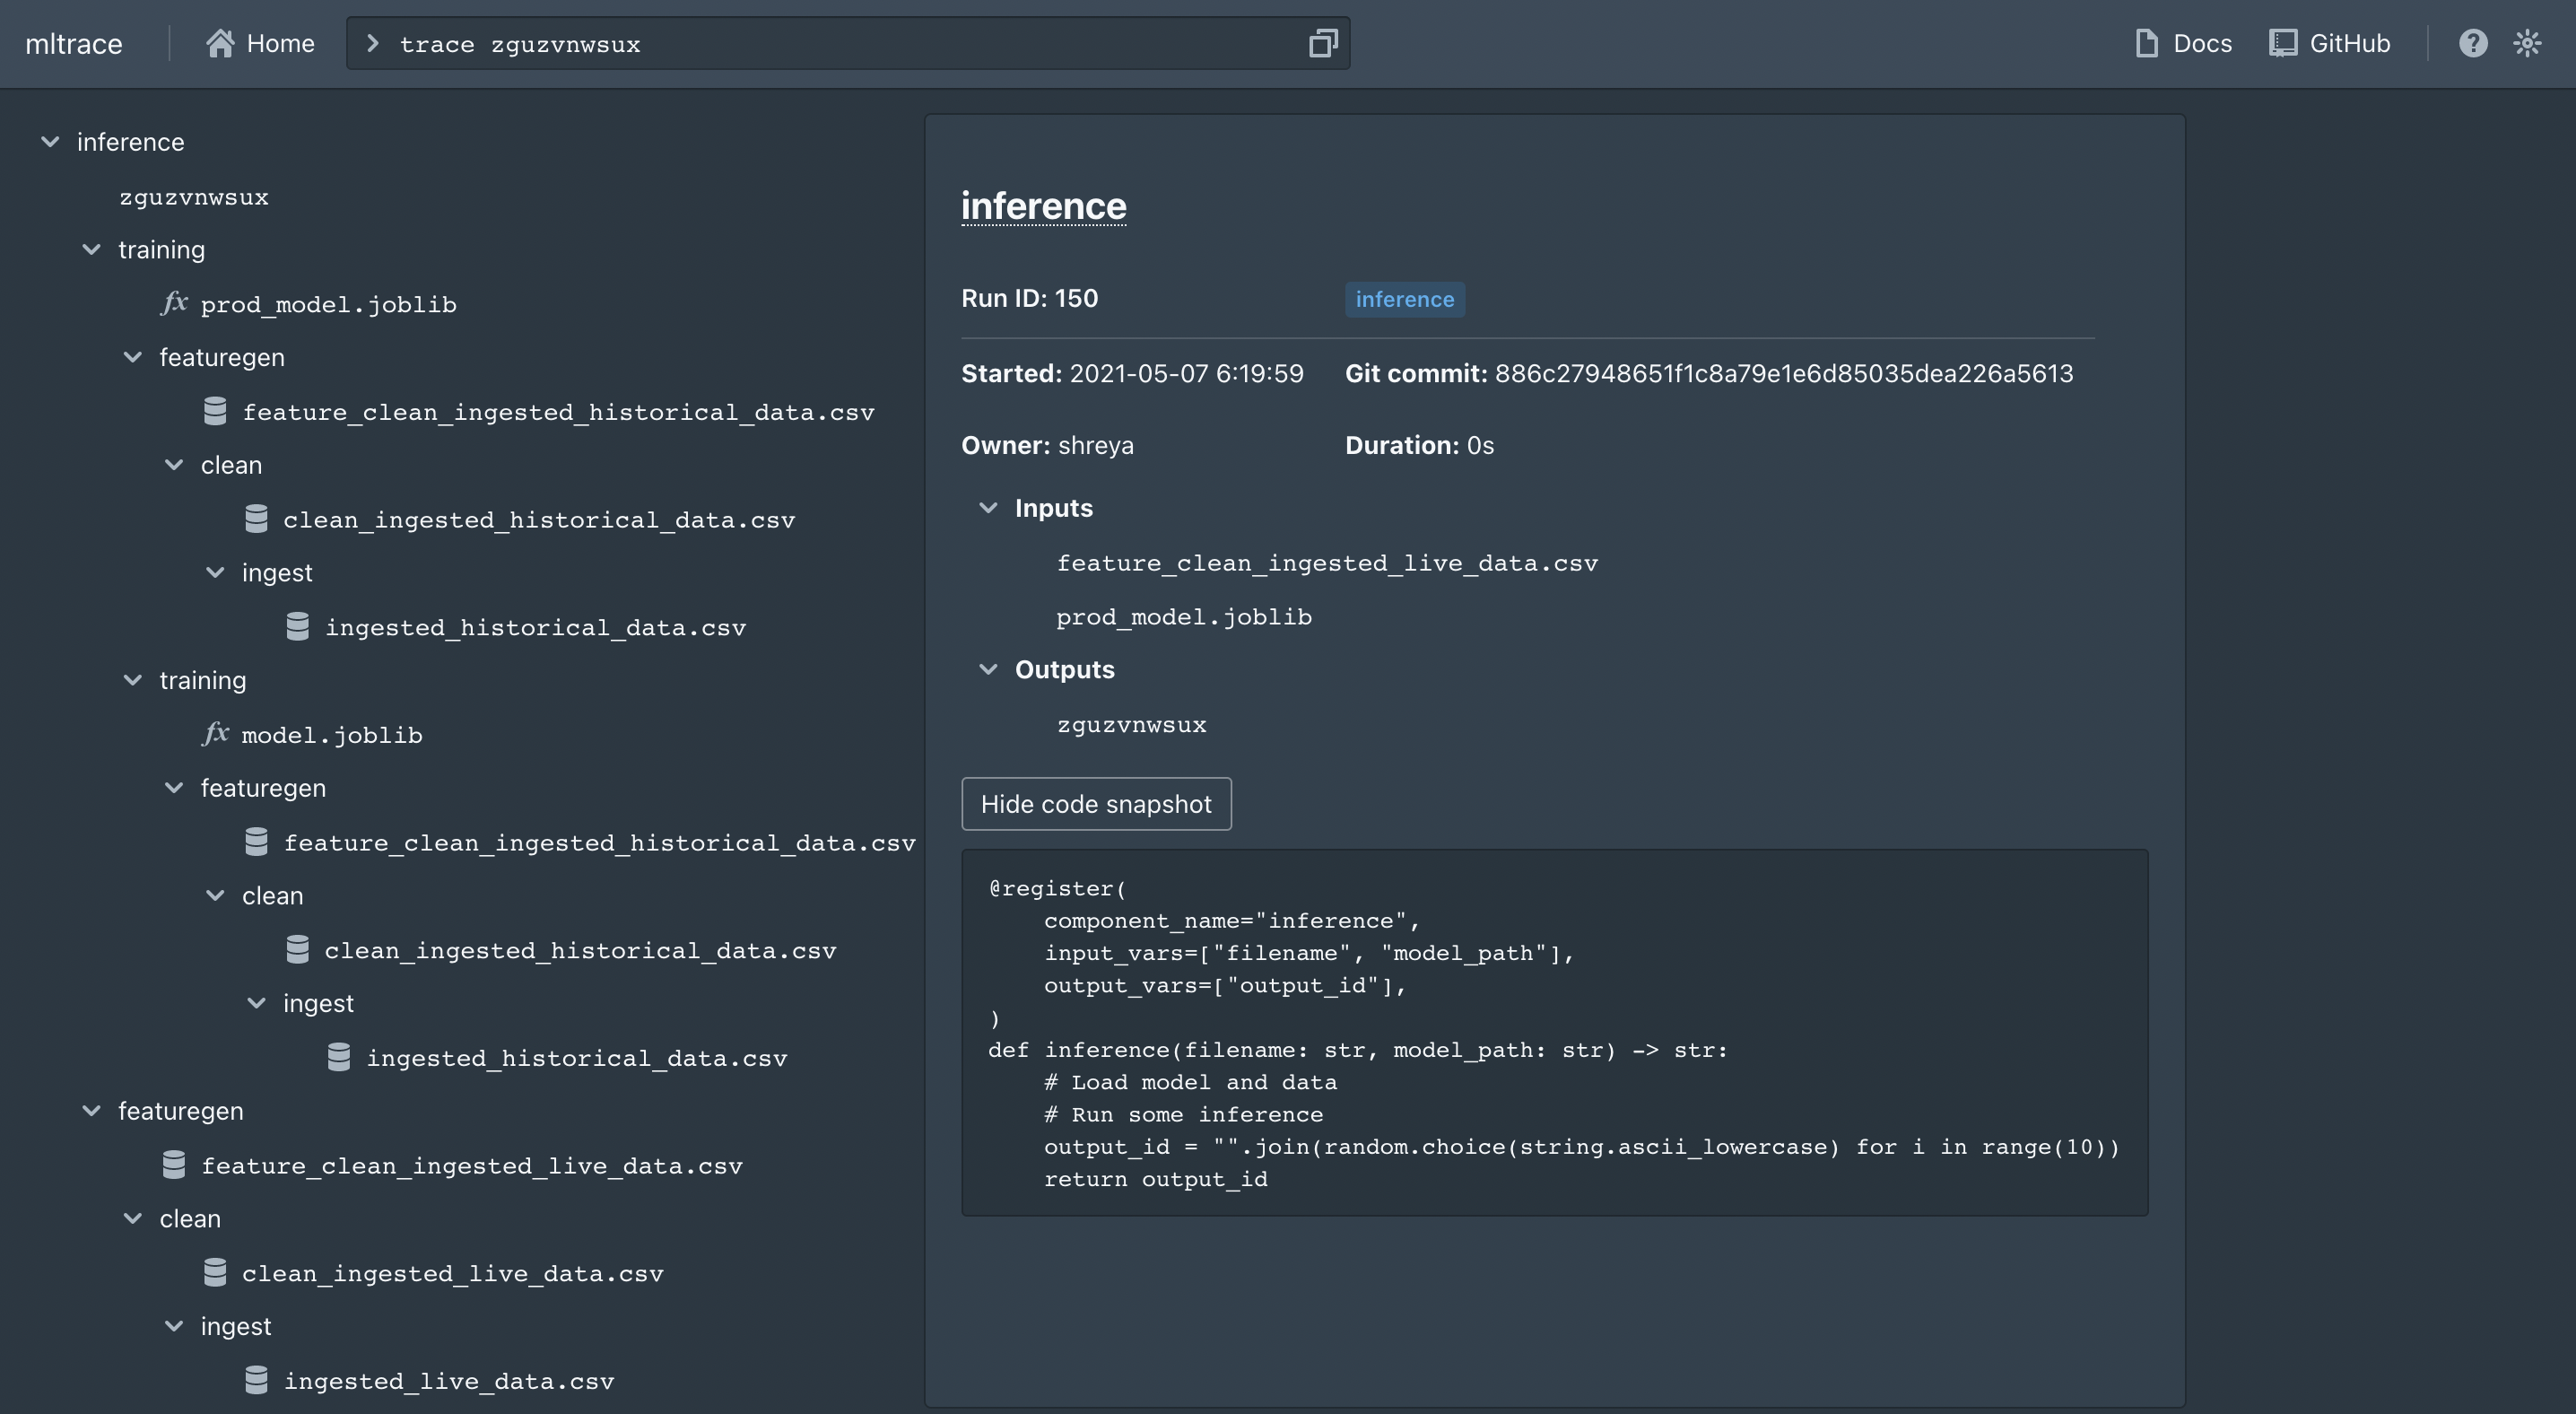 mltrace
Home
trace zguzvnwsux
Docs
GitHub
inference
zguzvnwsux
training
prod_model.joblib
featuregen
feature_clean_ingested_historical_data.csv
clean
clean_ingested_historical_data.csv
ingest
ingested_historical_data.csv
training
model.joblib
featuregen
feature_clean_ingested_historical_data.csv
clean
clean_ingested_historical_data.csv
ingest
ingested_historical_data.csv
featuregen
feature_clean_ingested_live_data.csv
clean
clean_ingested_live_data.csv
ingest
ingested_live_data.csv
inference
Run ID: 150
inference
Started: 2021-05-07 6:19:59
Git commit: 886c27948651f1c8a79e1e6d85035dea226a5613
Owner: shreya
Duration: 0s
Inputs
feature_clean_ingested_live_data.csv
prod_model.joblib
Outputs
zguzvnwsux
Hide code snapshot
@register(
    component_name="inference",
    input_vars=["filename", "model_path"],
    output_vars=["output_id"],
)
def inference(filename: str, model_path: str) -> str:
    # Load model and data
    # Run some inference
    output_id = "".join(random.choice(string.ascii_lowercase) for i in range(10))
    return output_id